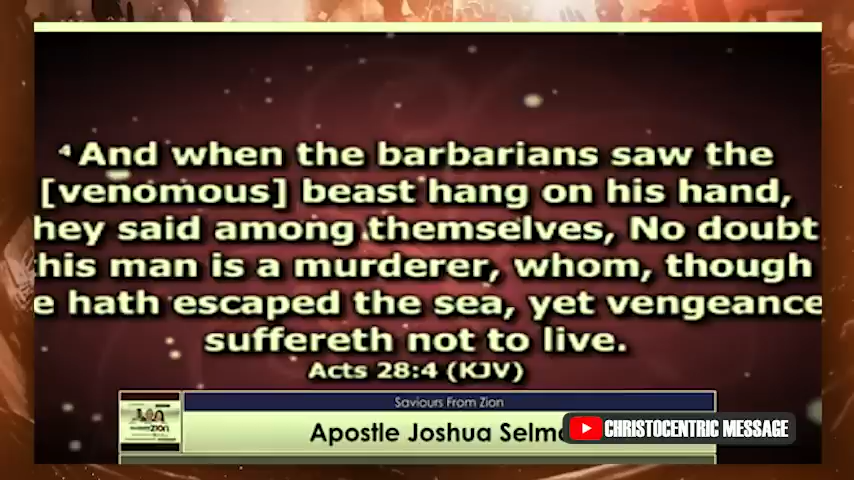 4 And when the barbarians saw the
[venomous] beast hang on his hand,
hey said among themselves, No doubt
his man is a murderer, whom, though
e hath escaped the sea, yet vengeance
suffereth not to live.
Acts 28:4 (KJV)
Saviours From Zion
Apostle Joshua Selm
CHRISTOCENTRIC MESSAGE